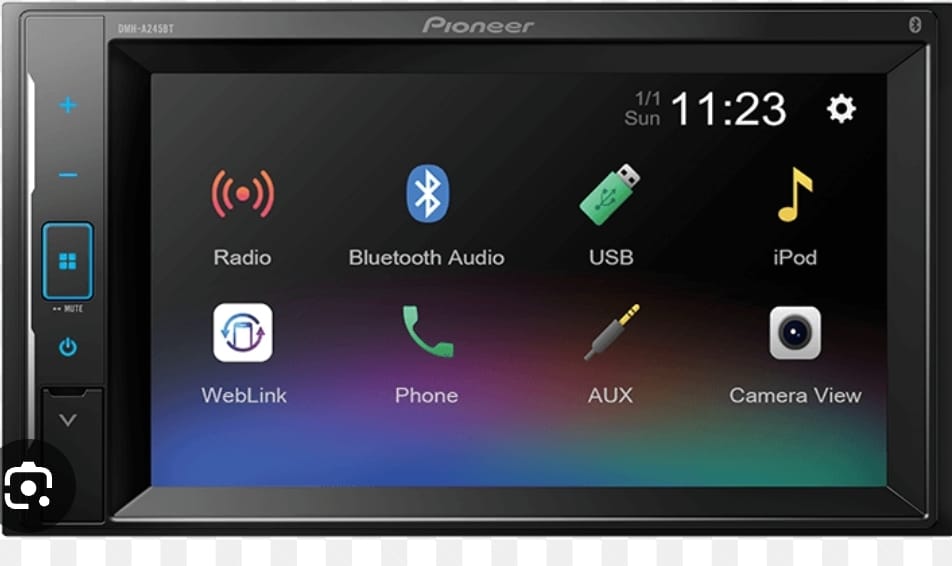 DMH-A245BT
Pioneer
1/1
Sun
11:23
Radio
Bluetooth Audio
USB
iPod
MUTE
WebLink
Phone
AUX
Camera View